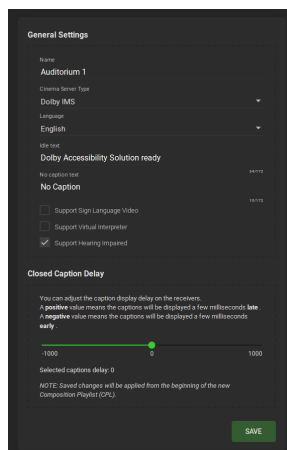 General Settings
Name
Auditorium 1
Cinema Server Type
Dolby IMS
Language
English
Idle text
Dolby Accessibility Solution ready
34/172
No caption text
No Caption
10/172
Support Sign Language Video
Support Virtual Interpreter
Support Hearing Impaired
Closed Caption Delay
You can adjust the caption display delay on the receivers.
A positive value means the captions will be displayed a few milliseconds late .
A negative value means the captions will be displayed a few milliseconds
early .
-1000 0 1000
Selected captions delay: 0
NOTE: Saved changes will be applied from the beginning of the new
Composition Playlist (CPL).
SAVE